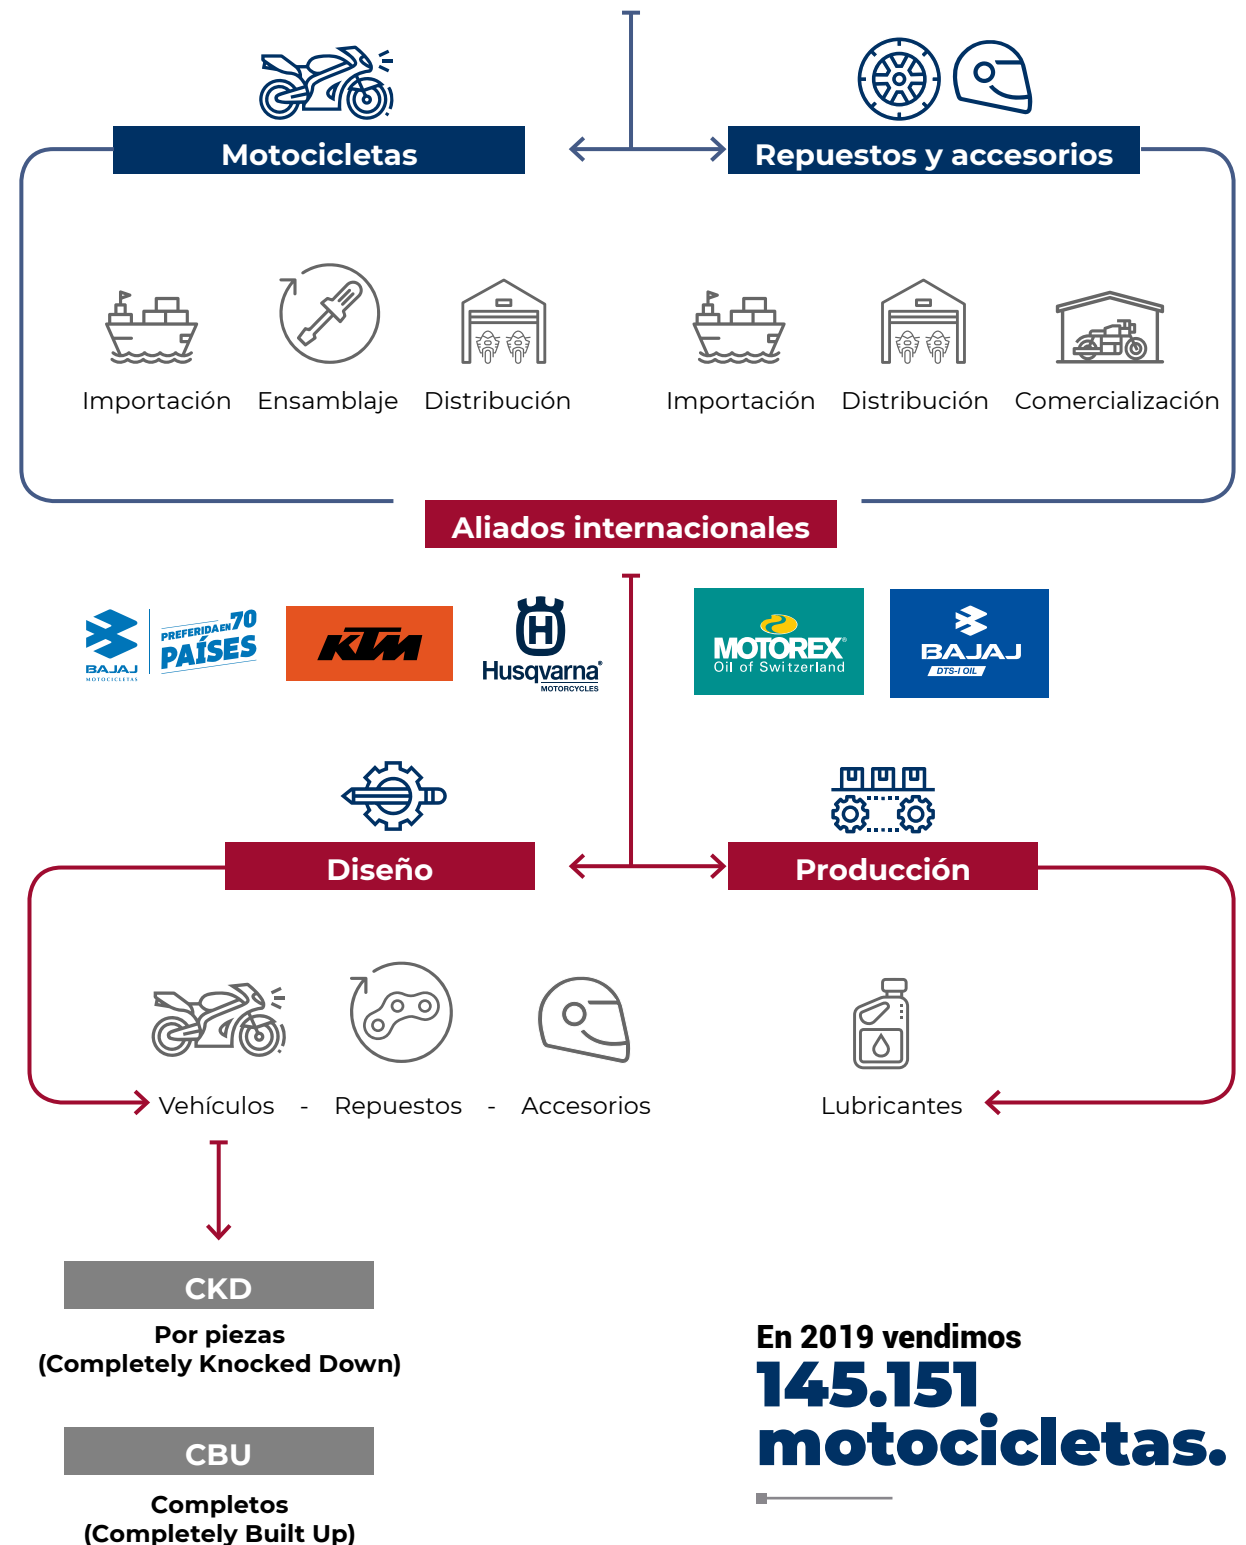 Motocicletas
Repuestos y accesorios
Importación
Ensamblaje
Distribución
Importación
Distribución
Comercialización
Aliados internacionales
BAJAJ
MOTOCICLETAS
PREFERIDA EN 70
PAÍSES
KTM
H
Husqvarna®
MOTORCYCLES
MOTOREX®
Oil of Switzerland
BAJAJ
DTS-I OIL
Diseño
Producción
Vehículos - Repuestos - Accesorios
Lubricantes
CKD
Por piezas
(Completely Knocked Down)
CBU
Completos
(Completely Built Up)
En 2019 vendimos
145.151
motocicletas.